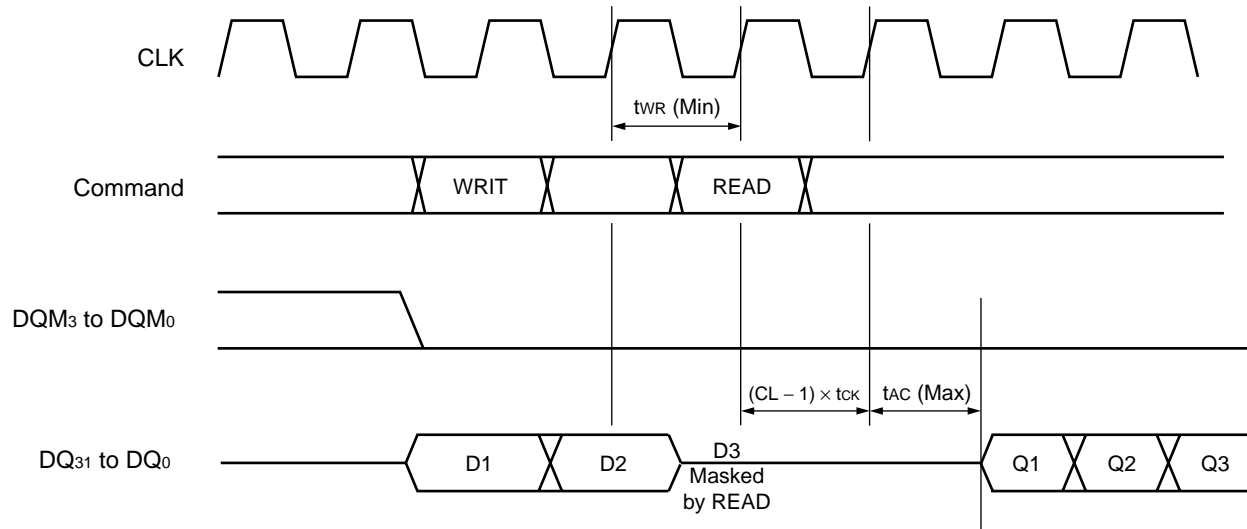 CLK
tWR (Min)
Command
WRIT
READ
DQM3 to DQM0
(CL – 1) × tCK
tAC (Max)
DQ31 to DQ0
D1
D2
D3
Masked
by READ
Q1
Q2
Q3